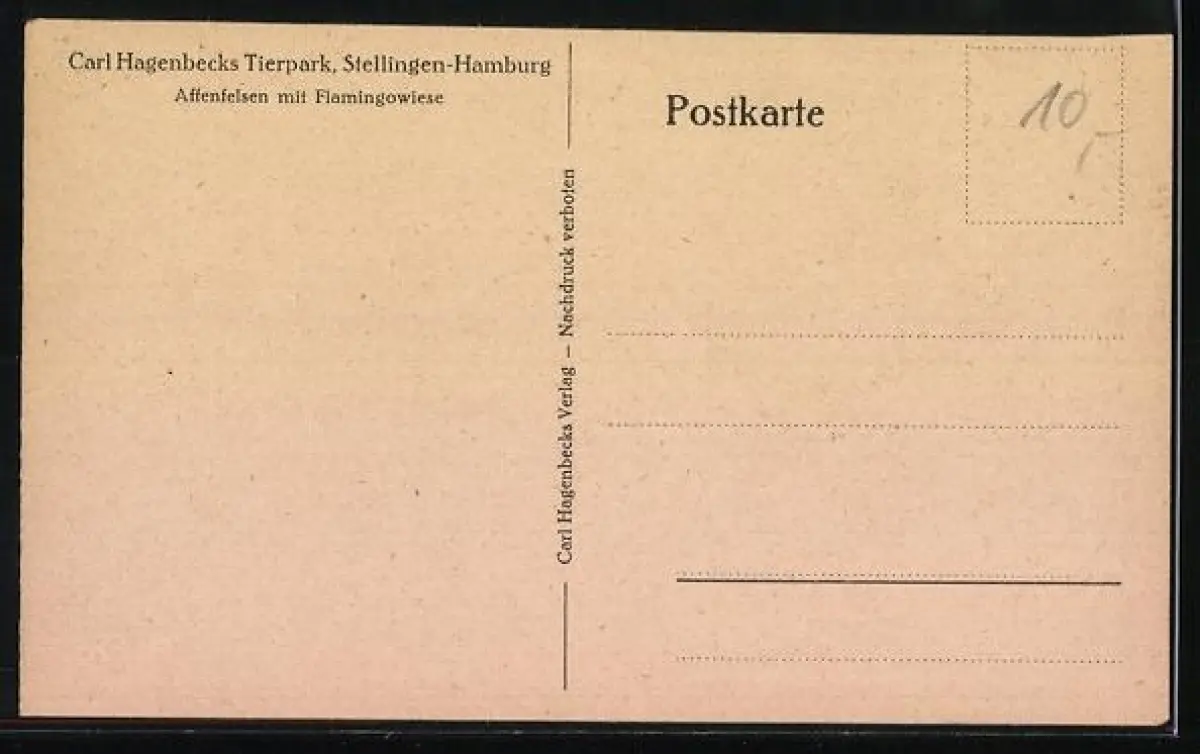 Carl Hagenbecks Tierpark, Stellingen-Hamburg
Affenfelsen mit Flamingowiese
Carl Hagenbecks Verlag – Nachdruck verboten
Postkarte
10,-